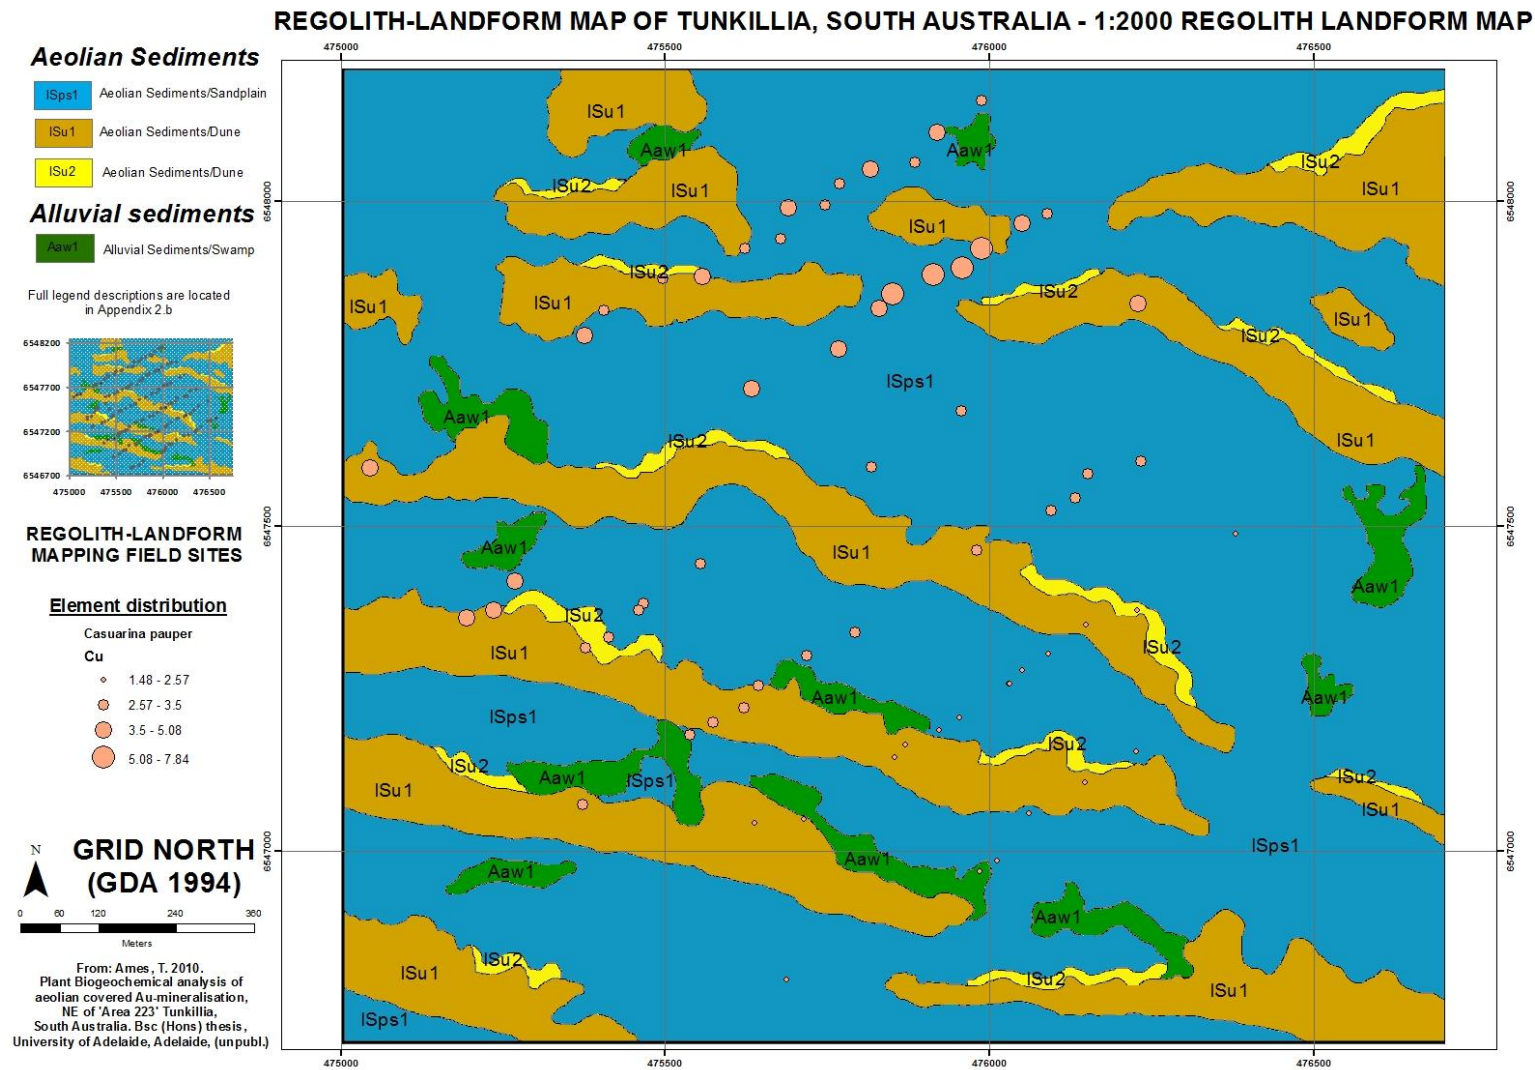 REGOLITH-LANDFORM MAP OF TUNKILLIA, SOUTH AUSTRALIA - 1:2000 REGOLITH LANDFORM MAP
Aeolian Sediments
ISps1 Aeolian Sediments/Sandplain
ISu1 Aeolian Sediments/Dune
ISu2 Aeolian Sediments/Dune
Alluvial sediments
Aaw1 Alluvial Sediments/Swamp
Full legend descriptions are located
in Appendix 2.b
6548200
6547700
6547200
6546700
475000 475500 476000 476500
REGOLITH-LANDFORM
MAPPING FIELD SITES
Element distribution
Casuarina pauper
Cu
1.48 - 2.57
2.57 - 3.5
3.5 - 5.08
5.08 - 7.84
N
GRID NORTH
(GDA 1994)
0 60 120 240 360
Meters
From: Ames, T. 2010.
Plant Biogeochemical analysis of
aeolian covered Au-mineralisation,
NE of 'Area 223' Tunkillia,
South Australia. Bsc (Hons) thesis,
University of Adelaide, Adelaide, (unpubl.)
475000 475500 476000 476500
6548000 6548000
6547500 6547500
6547000 6547000
ISu1
Aaw1 Aaw1
ISu2 ISu1 ISu2 ISu1
ISu1
ISu2 ISu2
ISu1 ISu1 ISu1
ISu2
ISps1
Aaw1
ISu2 ISu1
Aaw1 ISu1
Aaw1
ISu2
ISu1 ISu2
Aaw1 Aaw1
ISps1
ISu2
ISu2 Aaw1 ISps1 ISu2
ISu1 ISu1
ISps1
Aaw1
Aaw1
Aaw1
ISu2
ISu1 ISu2 ISu1
ISps1
475000 475500 476000 476500